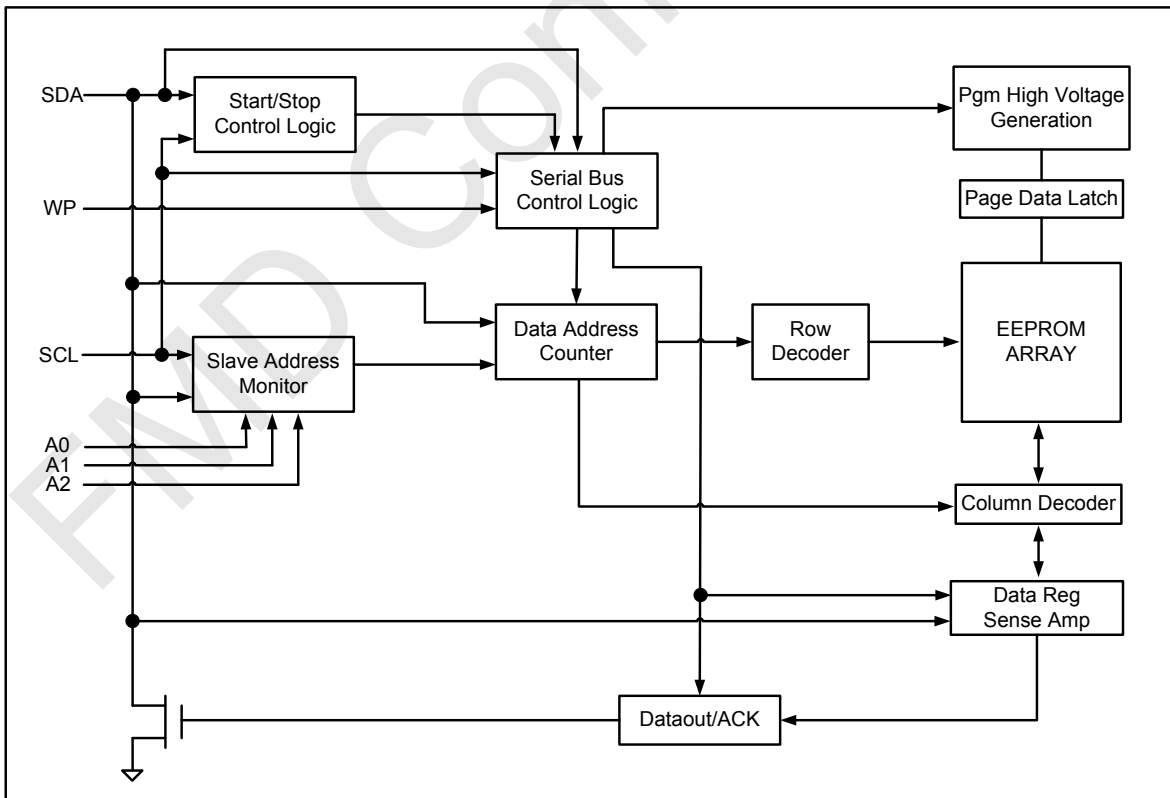 SDA
Start/Stop
Control Logic
Pgm High Voltage
Generation
Serial Bus
Control Logic
WP
Page Data Latch
Data Address
Counter
Row
Decoder
EEPROM
ARRAY
SCL
Slave Address
Monitor
A0
A1
A2
Column Decoder
Data Reg
Sense Amp
Dataout/ACK
FMD Con